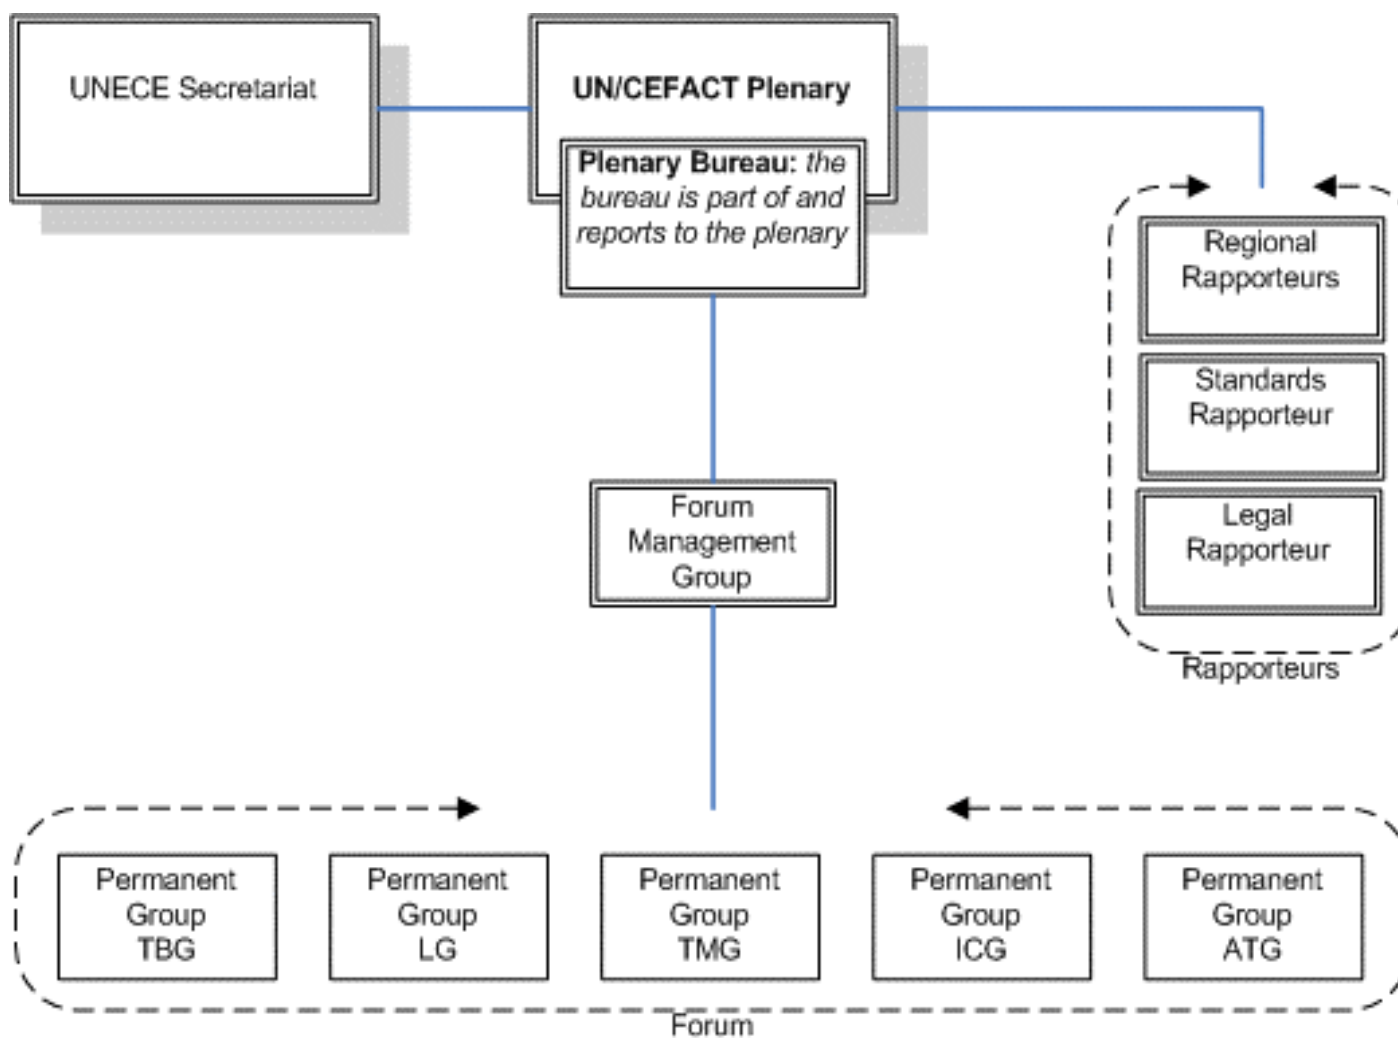 UNECE Secretariat
UN/CEFACT Plenary
Plenary Bureau: the
bureau is part of and
reports to the plenary
Regional
Rapporteurs
Standards
Rapporteur
Legal
Rapporteur
Rapporteurs
Forum
Management
Group
Permanent
Group
TBG
Permanent
Group
LG
Permanent
Group
TMG
Permanent
Group
ICG
Permanent
Group
ATG
Forum